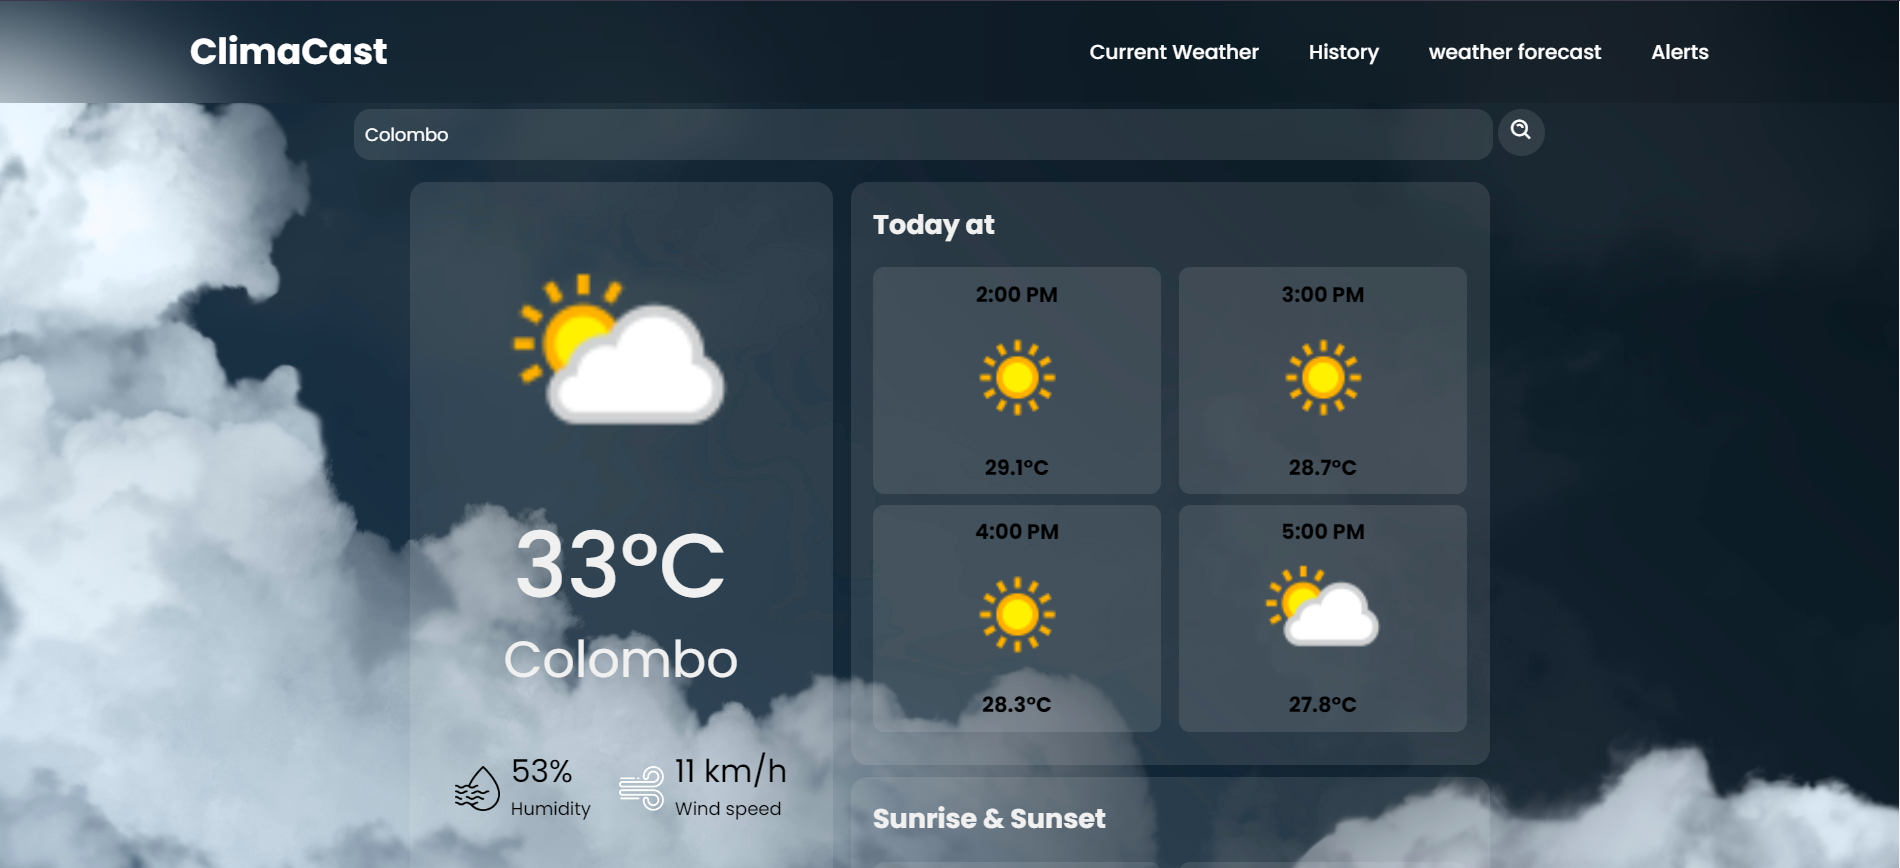 ClimaCast
Current Weather
History
weather forecast
Alerts
Colombo
33°C
Colombo
53%
Humidity
11 km/h
Wind speed
Today at
2:00 PM
29.1°C
3:00 PM
28.7°C
4:00 PM
28.3°C
5:00 PM
27.8°C
Sunrise & Sunset